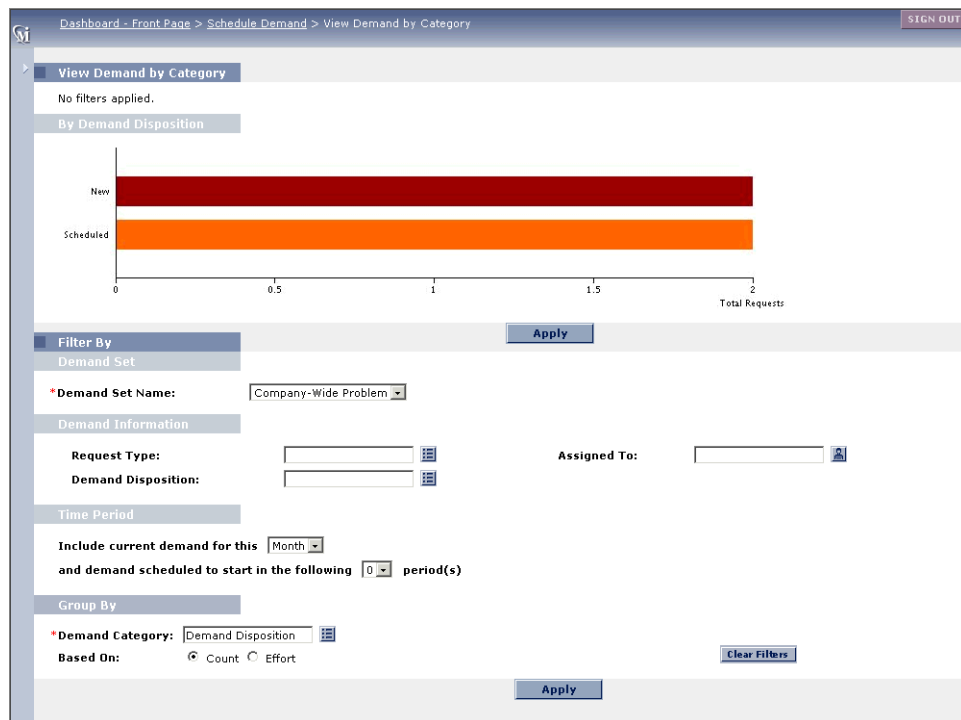 Dashboard - Front Page > Schedule Demand > View Demand by Category
SIGN OUT
View Demand by Category
No filters applied.
By Demand Disposition
New
Scheduled
0 0.5 1 1.5 2
Total Requests
Apply
Filter By
Demand Set
*Demand Set Name: Company-Wide Problem
Demand Information
Request Type: Assigned To:
Demand Disposition:
Time Period
Include current demand for this Month
and demand scheduled to start in the following 0 period(s)
Group By
*Demand Category: Demand Disposition
Based On: Count Effort Clear Filters
Apply